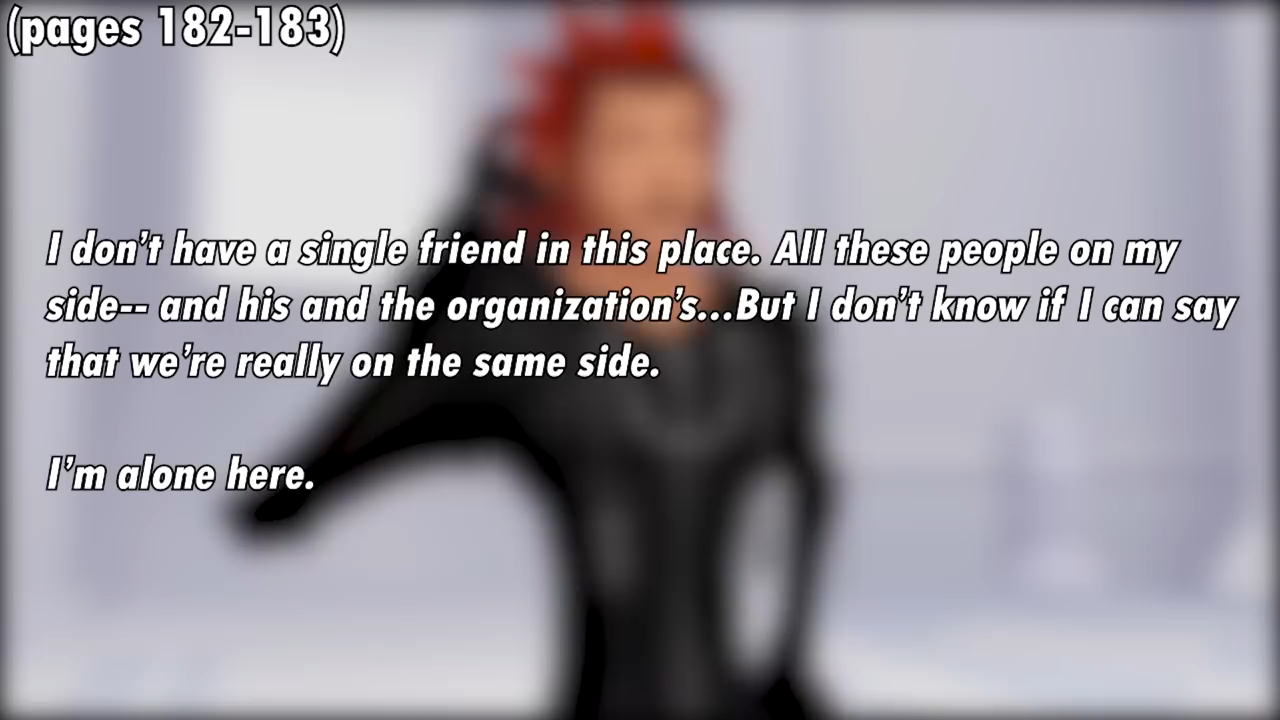 (pages 182-183)
I don’t have a single friend in this place. All these people on my
side-- and his and the organization’s...But I don’t know if I can say
that we’re really on the same side.
I’m alone here.